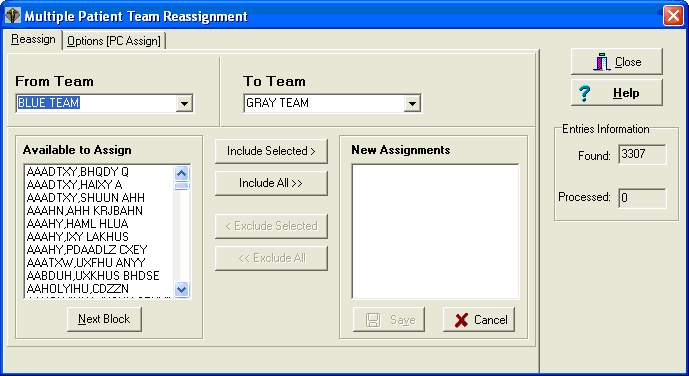 Multiple Patient Team Reassignment
Reassign
Options [PC Assign]
From Team
To Team
BLUE TEAM
GRAY TEAM
Available to Assign
AAADTXY,BHQDY Q
AAADTXY,HAIXY A
AAADTXY,SHUUN AHH
AAAHN,AHH KRJBAHN
AAAHY,HAML HLUA
AAAHY,IXY LAKHUS
AAAHY,PDAADLZ CXEY
AAATXW,UXFHU ANYY
AABDUH,UXKHUS BHDSE
AAHOLYIHU,CDZZN
Next Block
Include Selected >
Include All >>
< Exclude Selected
<< Exclude All
New Assignments
Save
Cancel
Close
? Help
Entries Information
Found: 3307
Processed: 0